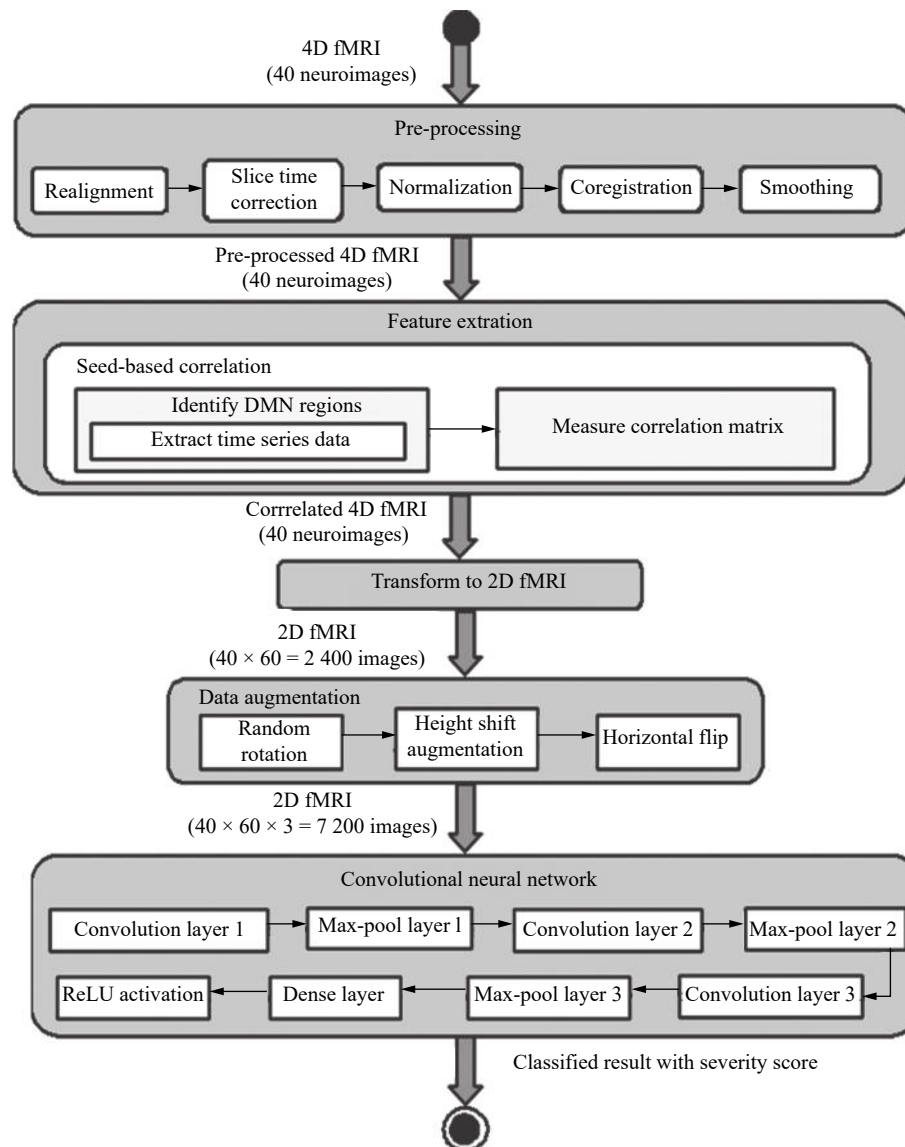 4D fMRI
(40 neuroimages)
Pre-processing
Realignment
Slice time
correction
Normalization
Coregistration
Smoothing
Pre-processed 4D fMRI
(40 neuroimages)
Feature extration
Seed-based correlation
Identify DMN regions
Extract time series data
Measure correlation matrix
Corrrelated 4D fMRI
(40 neuroimages)
Transform to 2D fMRI
2D fMRI
(40 × 60 = 2 400 images)
Data augmentation
Random
rotation
Height shift
augmentation
Horizontal flip
2D fMRI
(40 × 60 × 3 = 7 200 images)
Convolutional neural network
Convolution layer 1
Max-pool layer l
Convolution layer 2
Max-pool layer 2
ReLU activation
Dense layer
Max-pool layer 3
Convolution layer 3
Classified result with severity score